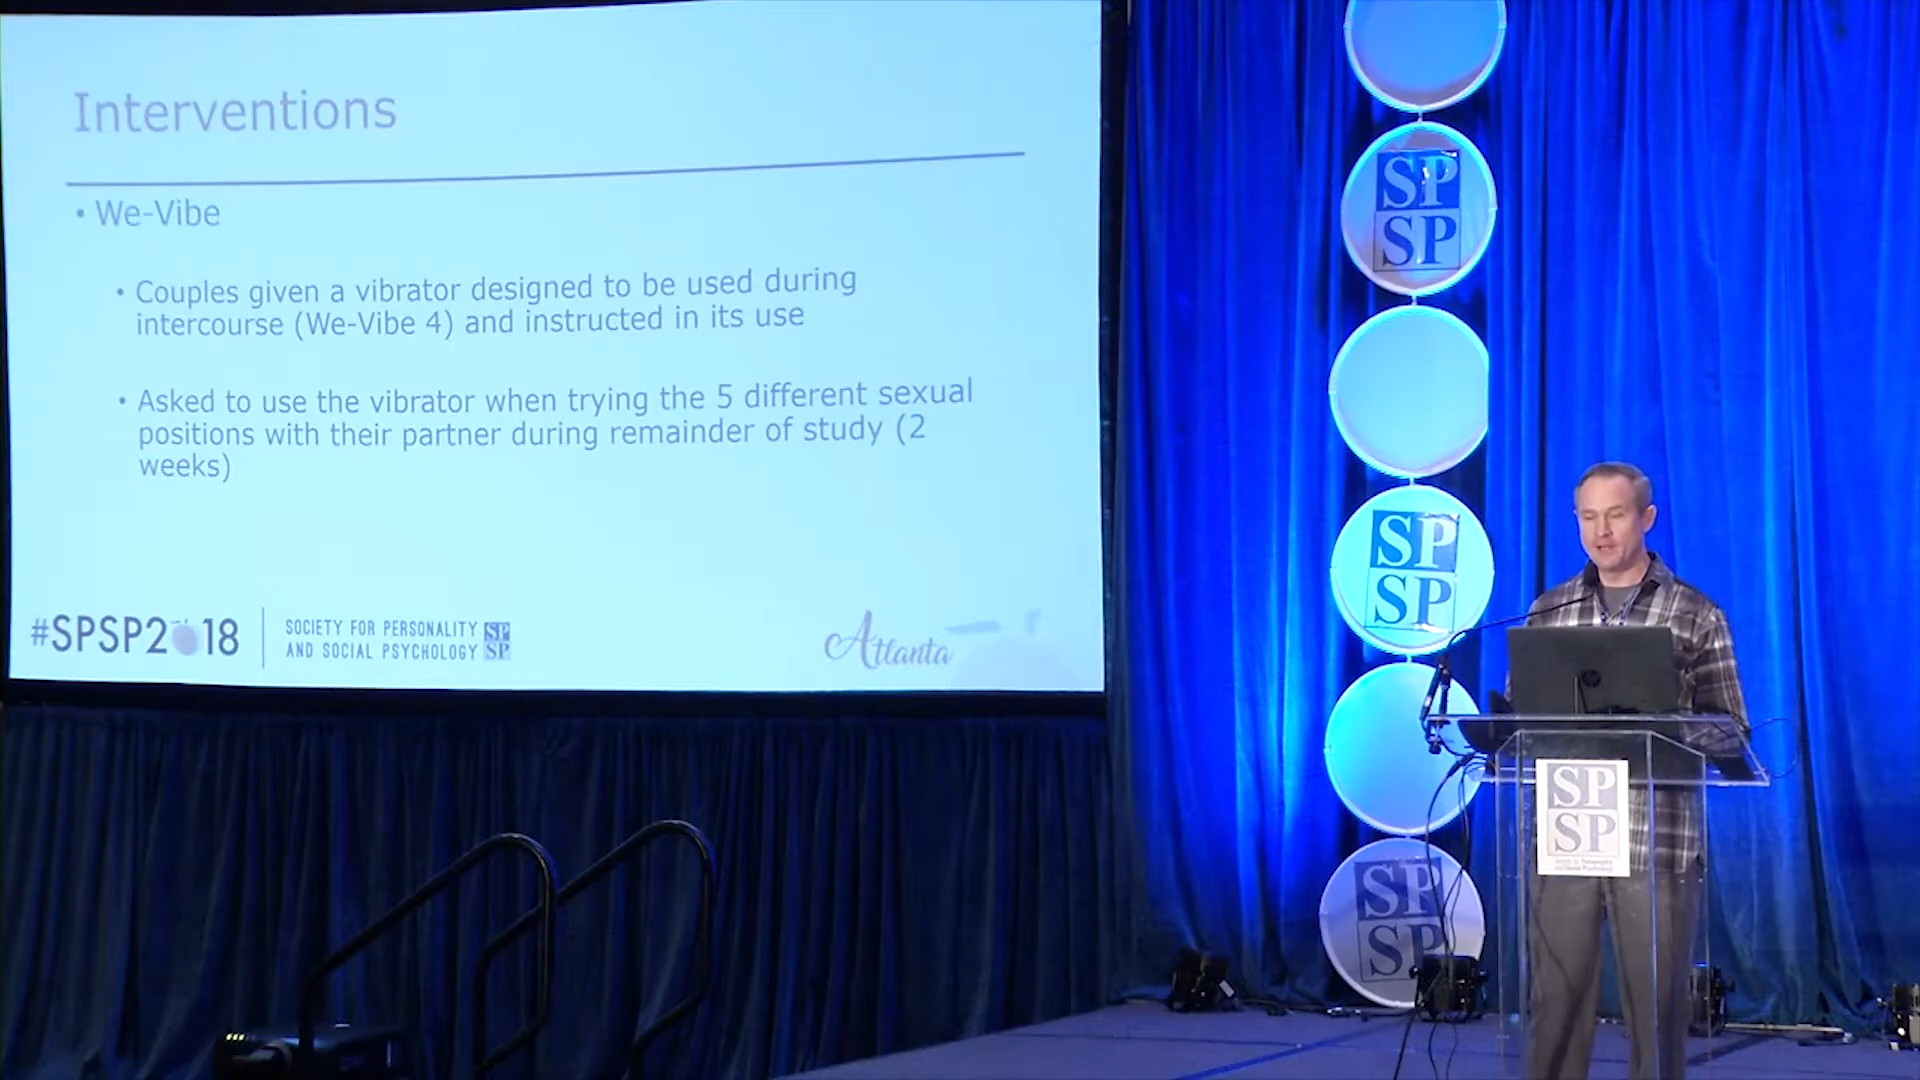 Interventions
• We-Vibe
• Couples given a vibrator designed to be used during
intercourse (We-Vibe 4) and instructed in its use
• Asked to use the vibrator when trying the 5 different sexual
positions with their partner during remainder of study (2
weeks)
#SPSP2018
SOCIETY FOR PERSONALITY
AND SOCIAL PSYCHOLOGY
SP
SP
Atlanta
SP
SP
SP
SP
SP
SP
SP
SP
hp